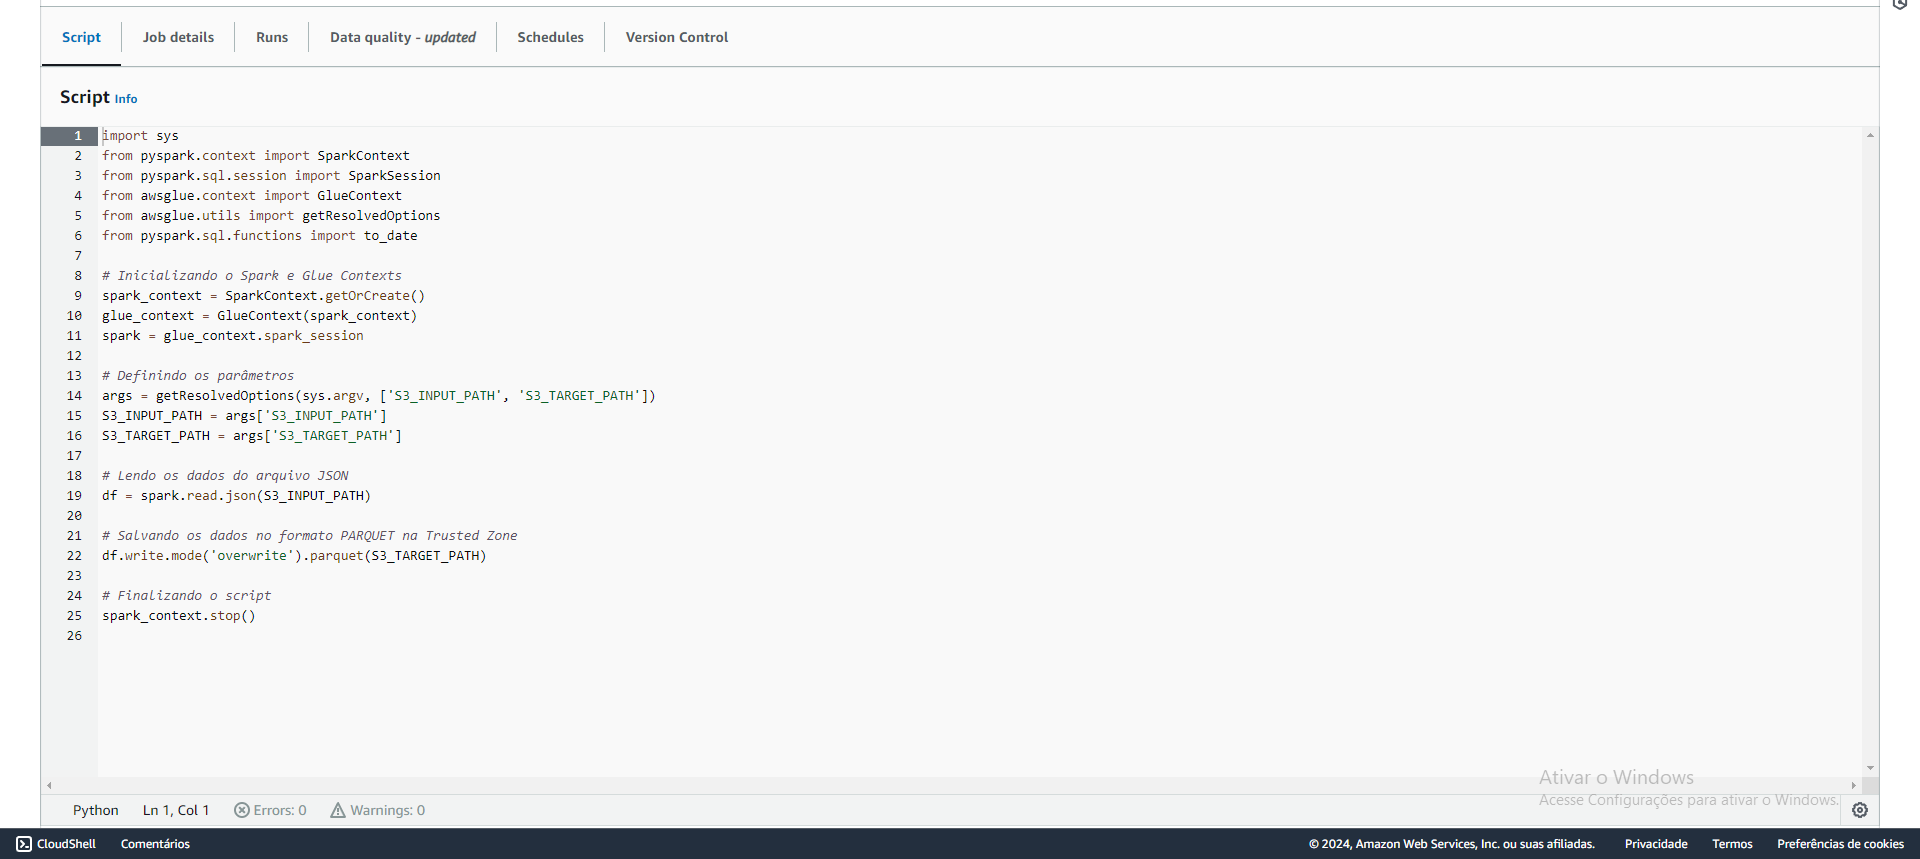 Script
Job details
Runs
Data quality - updated
Schedules
Version Control
Script Info
1 import sys
2 from pyspark.context import SparkContext
3 from pyspark.sql.session import SparkSession
4 from awsglue.context import GlueContext
5 from awsglue.utils import getResolvedOptions
6 from pyspark.sql.functions import to_date
7
8 # Inicializando o Spark e Glue Contexts
9 spark_context = SparkContext.getOrCreate()
10 glue_context = GlueContext(spark_context)
11 spark = glue_context.spark_session
12
13 # Definindo os parâmetros
14 args = getResolvedOptions(sys.argv, ['S3_INPUT_PATH', 'S3_TARGET_PATH'])
15 S3_INPUT_PATH = args['S3_INPUT_PATH']
16 S3_TARGET_PATH = args['S3_TARGET_PATH']
17
18 # Lendo os dados do arquivo JSON
19 df = spark.read.json(S3_INPUT_PATH)
20
21 # Salvando os dados no formato PARQUET na Trusted Zone
22 df.write.mode('overwrite').parquet(S3_TARGET_PATH)
23
24 # Finalizando o script
25 spark_context.stop()
26
Ativar o Windows
Acesse Configurações para ativar o Windows.
Python Ln 1, Col 1 Errors: 0 Warnings: 0
CloudShell Comentários © 2024, Amazon Web Services, Inc. ou suas afiliadas. Privacidade Termos Preferências de cookies